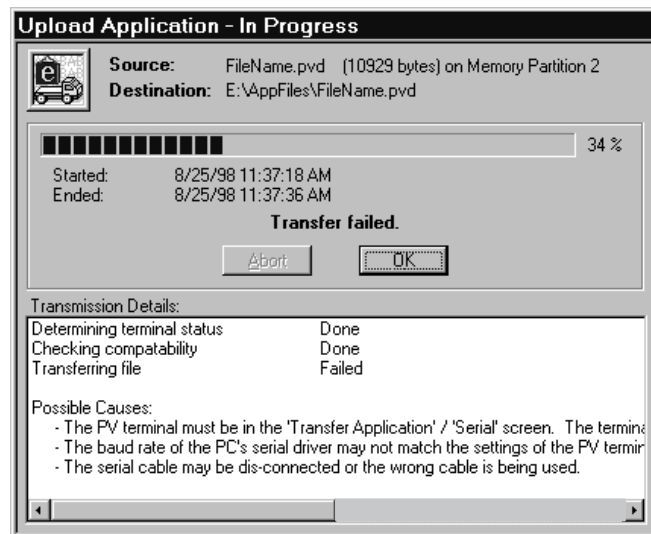 Upload Application - In Progress
Source: FileName.pvd (10929 bytes) on Memory Partition 2
Destination: E:\AppFiles\FileName.pvd
34 %
Started: 8/25/98 11:37:18 AM
Ended: 8/25/98 11:37:36 AM
Transfer failed.
Abort OK
Transmission Details:
Determining terminal status Done
Checking compatability Done
Transferring file Failed
Possible Causes:
- The PV terminal must be in the 'Transfer Application' / 'Serial' screen. The termina
- The baud rate of the PC's serial driver may not match the settings of the PV termin
- The serial cable may be dis-connected or the wrong cable is being used.